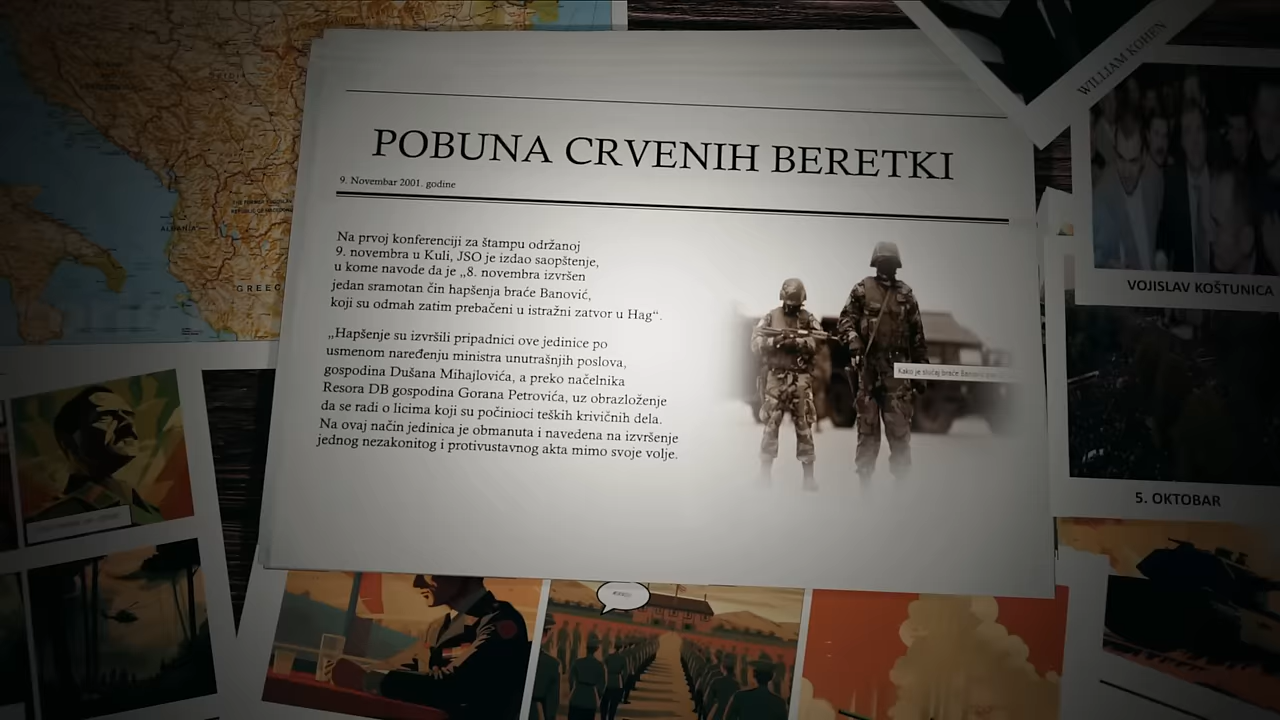 POBUNA CRVENIH BERETKI
9. Novembar 2001. godine
Na prvoj konferenciji za štampu održanoj
9. novembra u Kuli, JSO je izdao saopštenje,
u kome navode da je „8. novembra izvršen
jedan sramotan čin hapšenja braće Banović,
koji su odmah zatim prebačeni u istražni zatvor u Hag“.
„Hapšenje su izvršili pripadnici ove jedinice po
usmenom naređenju ministra unutrašnjih poslova,
gospodina Dušana Mihajlovića, a preko načelnika
Resora DB gospodina Gorana Petrovića, uz obrazloženje
da se radi o licima koji su počinioci teških krivičnih dela.
Na ovaj način jedinica je obmanuta i navedena na izvršenje
jednog nezakonitog i protivustavnog akta mimo svoje volje.
Kako je slučaj braće
WILLIAM KOHEN
VOJISLAV KOŠTUNICA
5. OKTOBAR
ALBANIA
GREEC